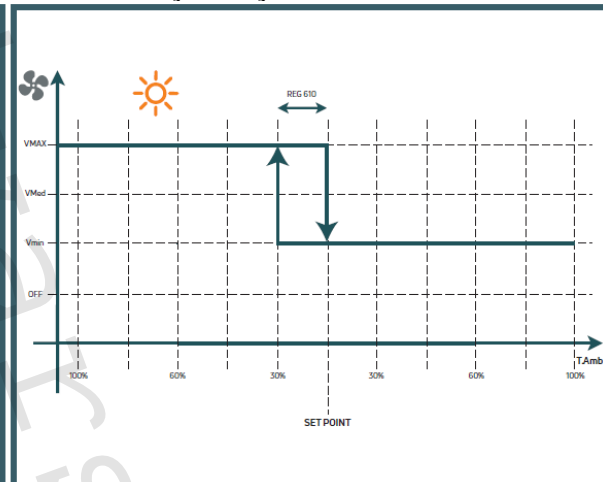 REG 610
VMAX
VMed
Vmin
OFF
T.Amb
100%
60%
30%
30%
60%
100%
SET POINT